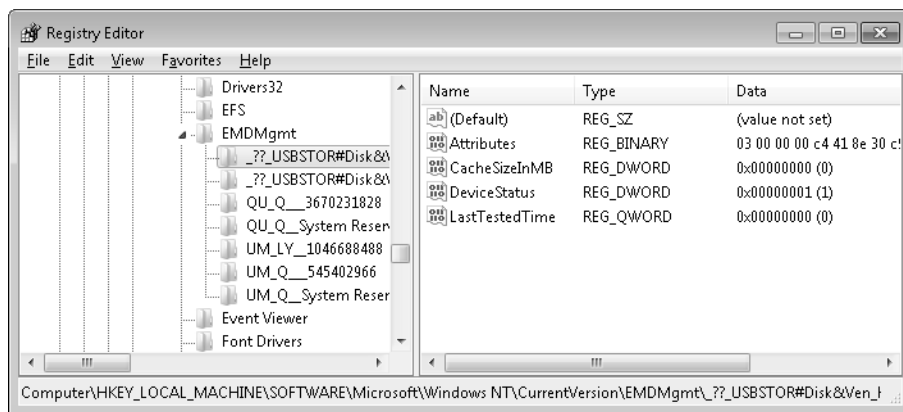 Registry Editor
File Edit View Favorites Help
Drivers32
EFS
EMDMgmt
_??_USBSTOR#Disk&V
_??_USBSTOR#Disk&V
QU_Q___3670231828
QU_Q__System Reser
UM_LY__1046688488
UM_Q___545402966
UM_Q__System Reser
Event Viewer
Font Drivers
Name Type Data
(Default) REG_SZ (value not set)
Attributes REG_BINARY 03 00 00 00 c4 41 8e 30 c
CacheSizeInMB REG_DWORD 0x00000000 (0)
DeviceStatus REG_DWORD 0x00000001 (1)
LastTestedTime REG_QWORD 0x00000000 (0)
Computer\HKEY_LOCAL_MACHINE\SOFTWARE\Microsoft\Windows NT\CurrentVersion\EMDMgmt\_??_USBSTOR#Disk&Ven_